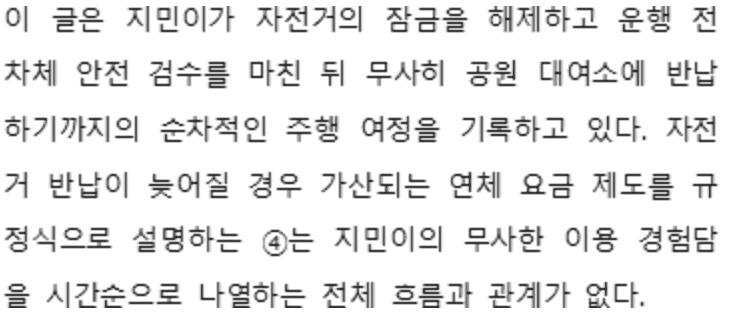 이 글은 지민이가 자전거의 잠금을 해제하고 운행 전
차체 안전 검수를 마친 뒤 무사히 공원 대여소에 반납
하기까지의 순차적인 주행 여정을 기록하고 있다. 자전
거 반납이 늦어질 경우 가산되는 연체 요금 제도를 규
정식으로 설명하는 ④는 지민이의 무사한 이용 경험담
을 시간순으로 나열하는 전체 흐름과 관계가 없다.